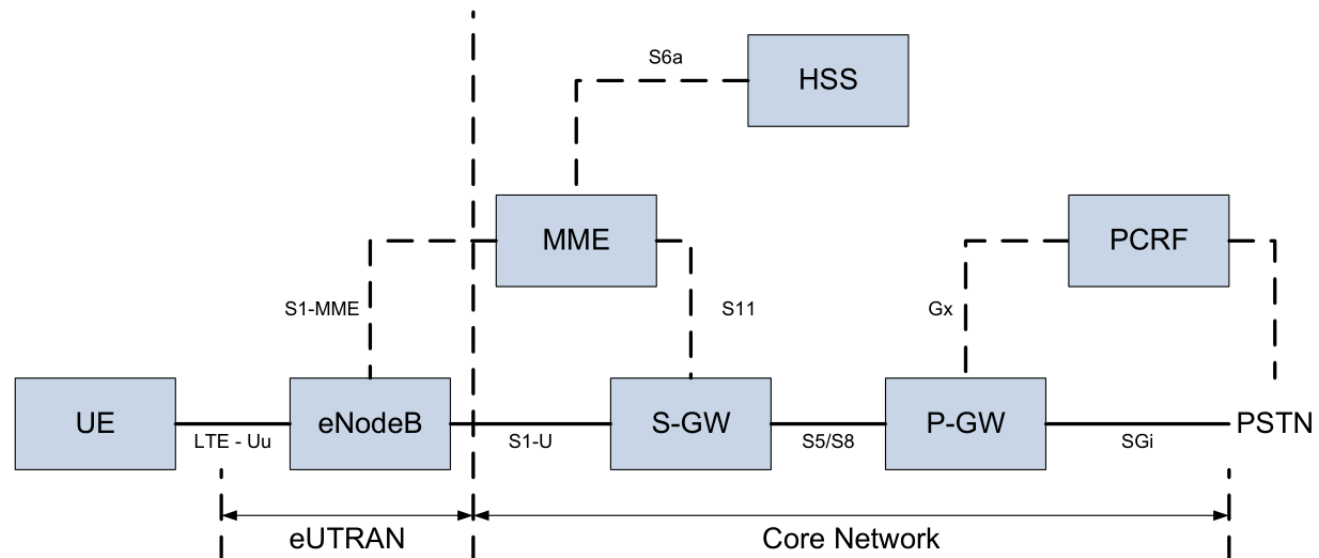 S6a
HSS
MME
PCRF
S1-MME
S11
Gx
UE
eNodeB
S-GW
P-GW
PSTN
LTE - Uu
S1-U
S5/S8
SGi
eUTRAN
Core Network